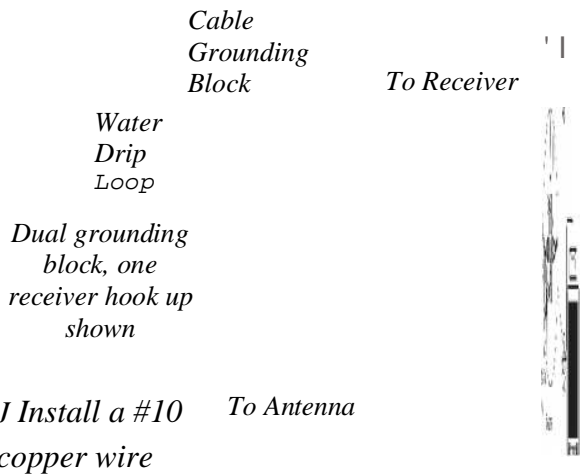 Cable
Grounding
Block
To Receiver
Water
Drip
Loop
Dual grounding
block, one
receiver hook up
shown
J Install a #10
copper wire
To Antenna